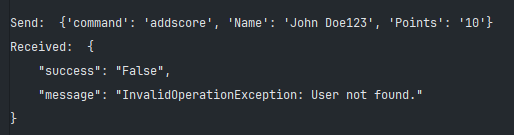 Send:  {'command': 'addscore', 'Name': 'John Doe123', 'Points': '10'}
Received:  {
    "success": "False",
    "message": "InvalidOperationException: User not found."
}